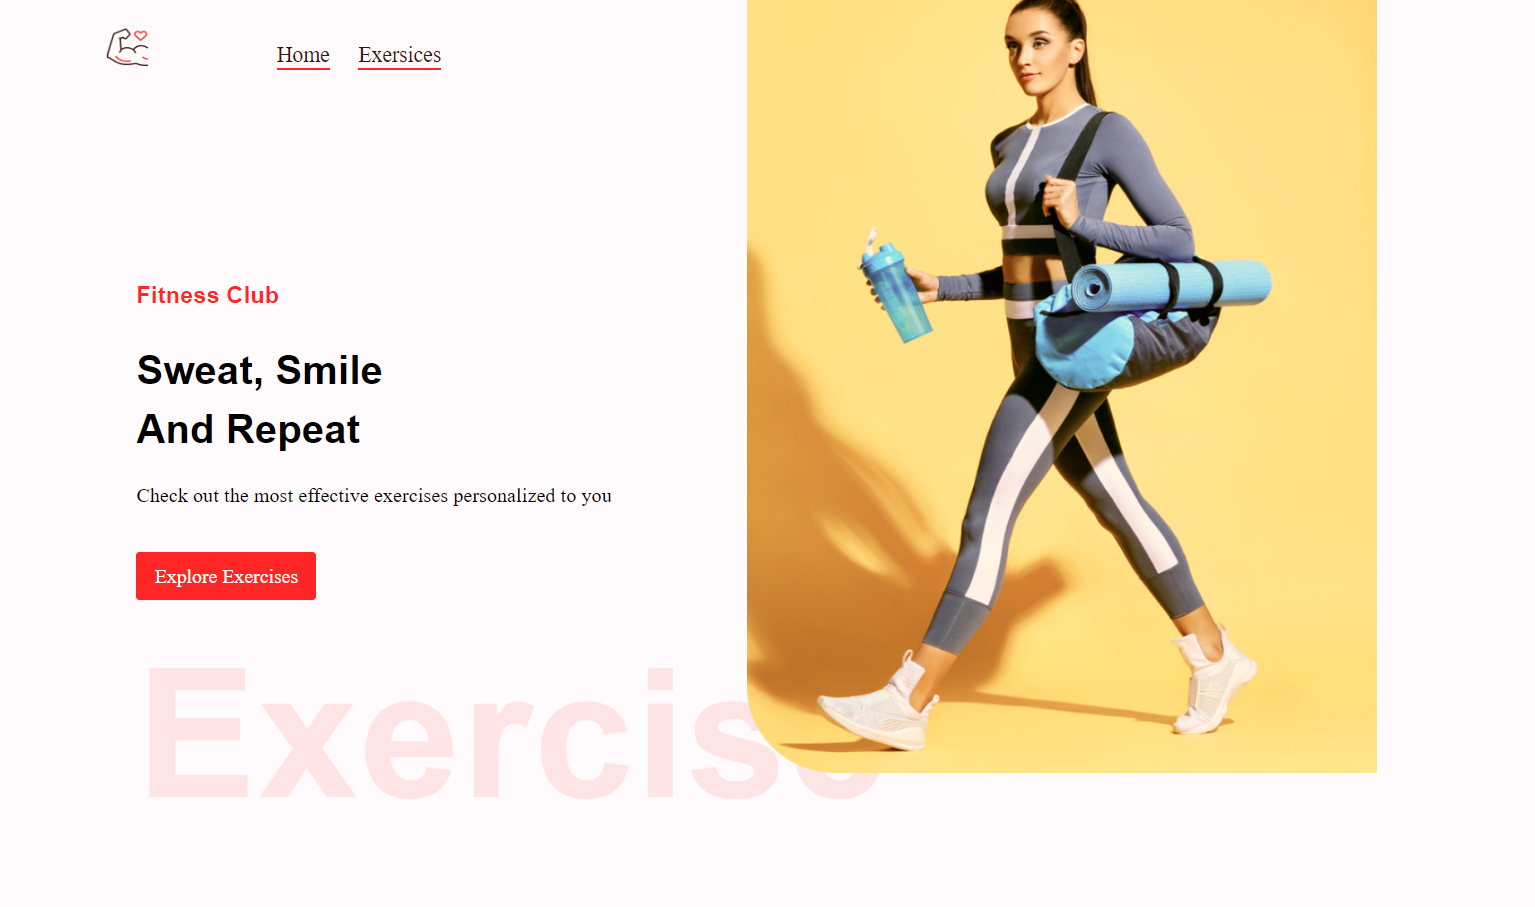 Home Exersices
Fitness Club
Sweat, Smile
And Repeat
Check out the most effective exercises personalized to you
Explore Exercises
Exercise